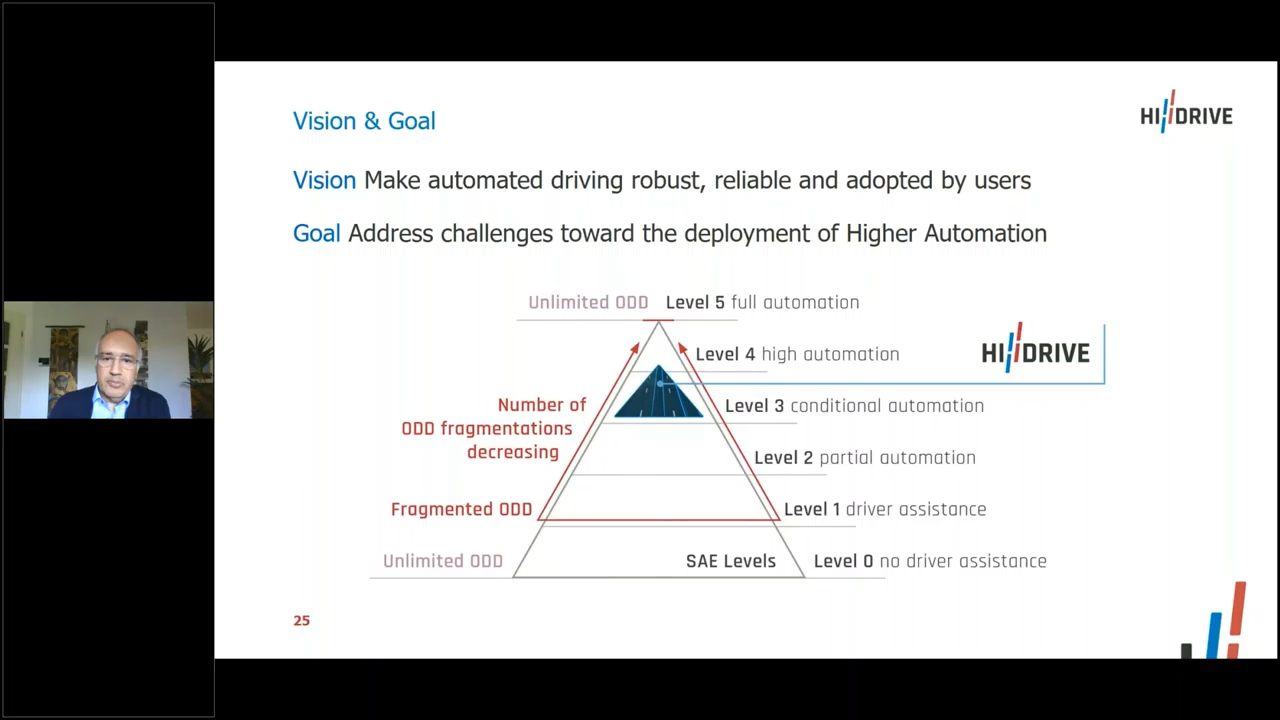 Vision & Goal
HI DRIVE
Vision Make automated driving robust, reliable and adopted by users
Goal Address challenges toward the deployment of Higher Automation
Unlimited ODD Level 5 full automation
Level 4 high automation
HI DRIVE
Number of
ODD fragmentations
decreasing
Level 3 conditional automation
Level 2 partial automation
Fragmented ODD
Level 1 driver assistance
Unlimited ODD
SAE Levels
Level 0 no driver assistance
25